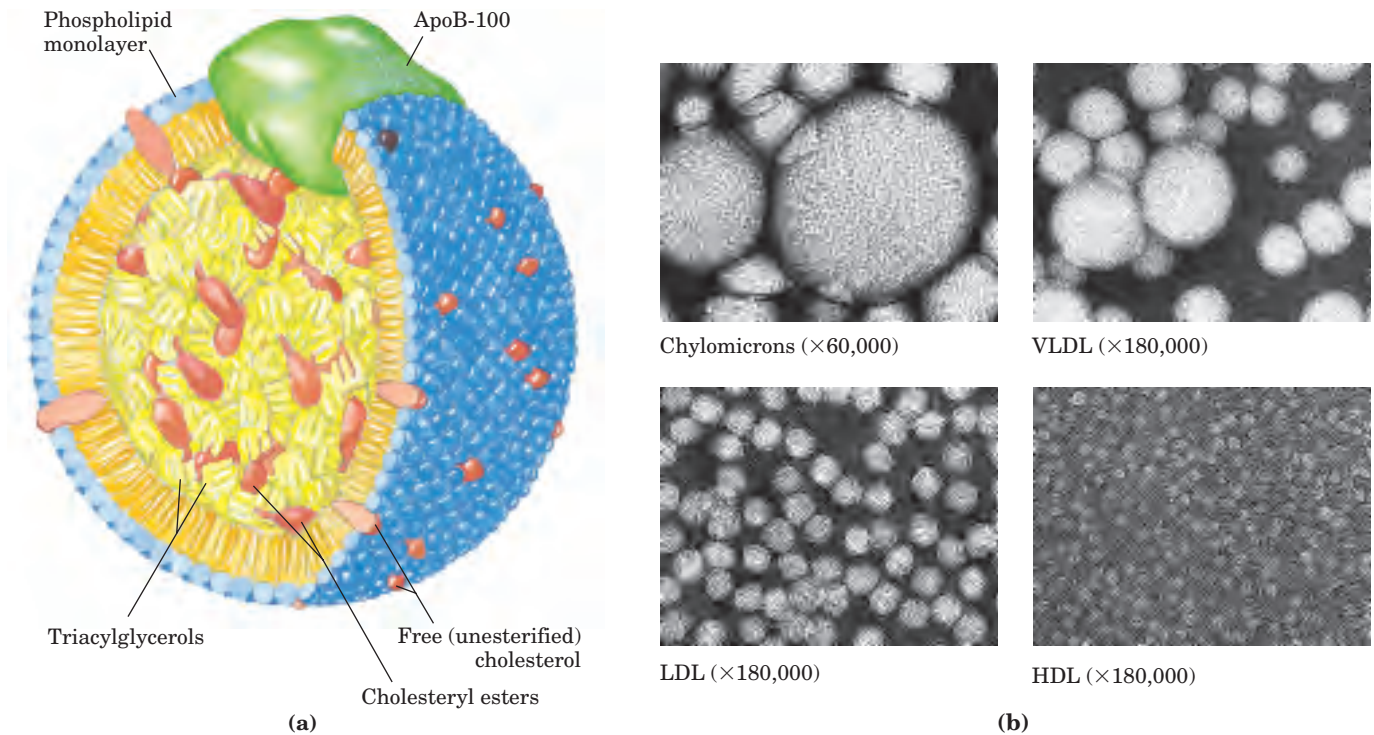 Phospholipid
monolayer
ApoB-100
Triacylglycerols
Free (unesterified)
cholesterol
Cholesteryl esters
(a)
Chylomicrons (×60,000)
VLDL (×180,000)
LDL (×180,000)
HDL (×180,000)
(b)